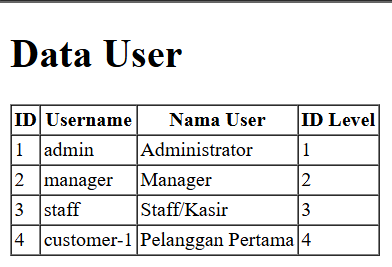 Data User
ID Username Nama User ID Level
1 admin Administrator 1
2 manager Manager 2
3 staff Staff/Kasir 3
4 customer-1 Pelanggan Pertama 4